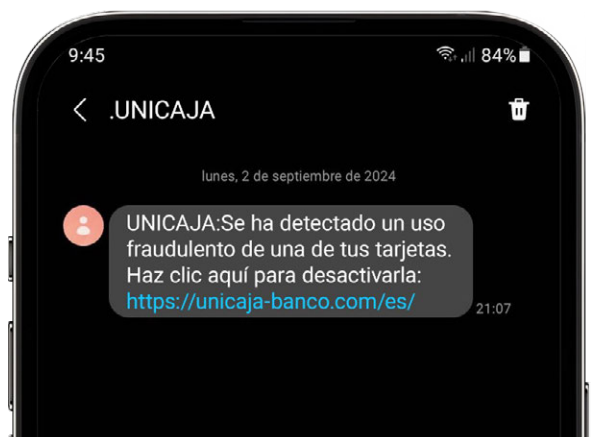 9:45
84%
.UNICAJA
lunes, 2 de septiembre de 2024
UNICAJA:Se ha detectado un uso
fraudulento de una de tus tarjetas.
Haz clic aquí para desactivarla:
https://unicaja-banco.com/es/
21:07